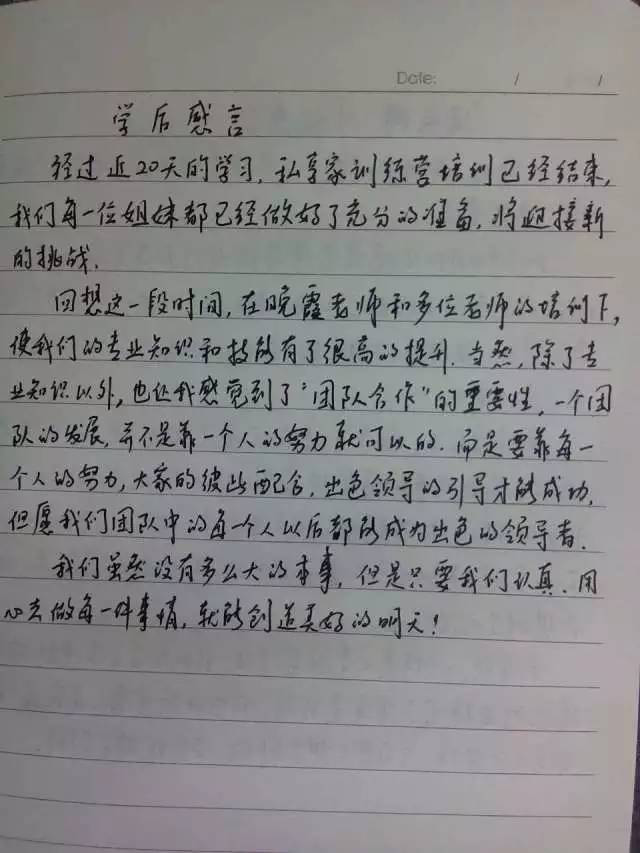 Date: / /
学后感言
经过近20天的学习,私享家训练营培训已经结束,
我们每一位姐妹都已经做好了充分的准备,将迎接新
的挑战.
回想这一段时间,在晚霞老师和多位老师的培训下,
使我们的专业知识和技能有了很高的提升.当然,除了专
业知识以外,也让我感觉到了“团队合作”的重要性,一个团
队的发展,并不是靠一个人的努力就可以的.而是要靠每一
个人的努力,大家的彼此配合,出色领导的引导才能成功.
但愿我们团队中的每一个人以后都能成为出色的领导者.
我们虽然没有多么大的本事,但是只要我们认真.用
心去做每一件事情,就能创造美好的明天!